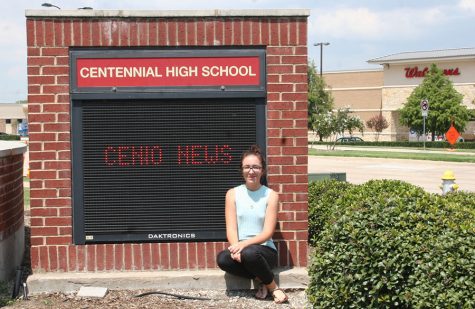 CENTENNIAL HIGH SCHOOL
Walgreens
CENIO NEWS
DAKTRONICS